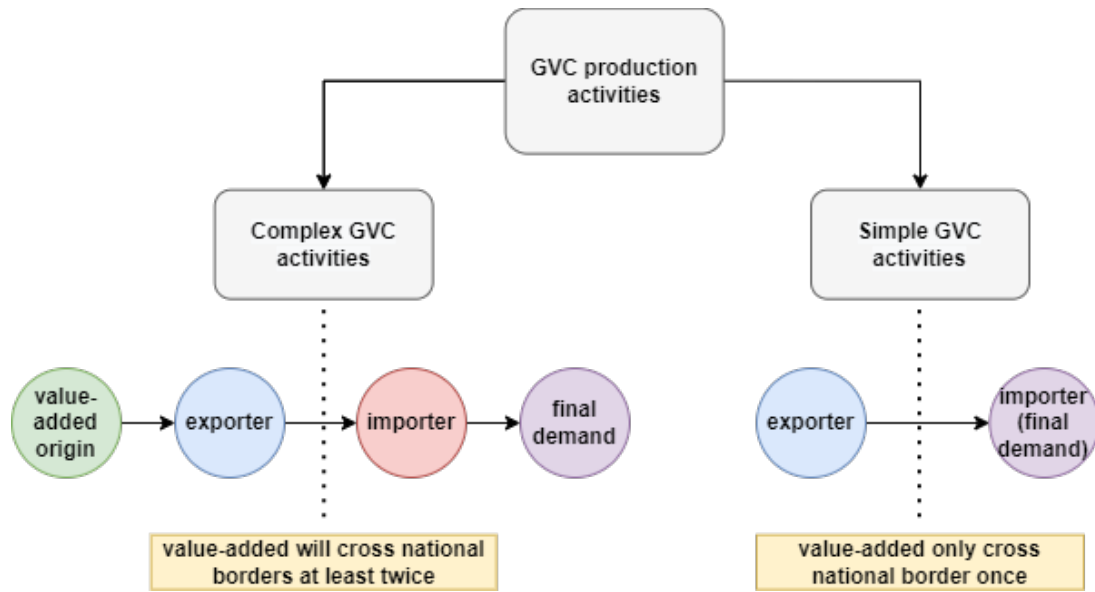 GVC production
activities
Complex GVC
activities
Simple GVC
activities
value-
added
origin
exporter
importer
final
demand
exporter
importer
(final
demand)
value-added will cross national
borders at least twice
value-added only cross
national border once